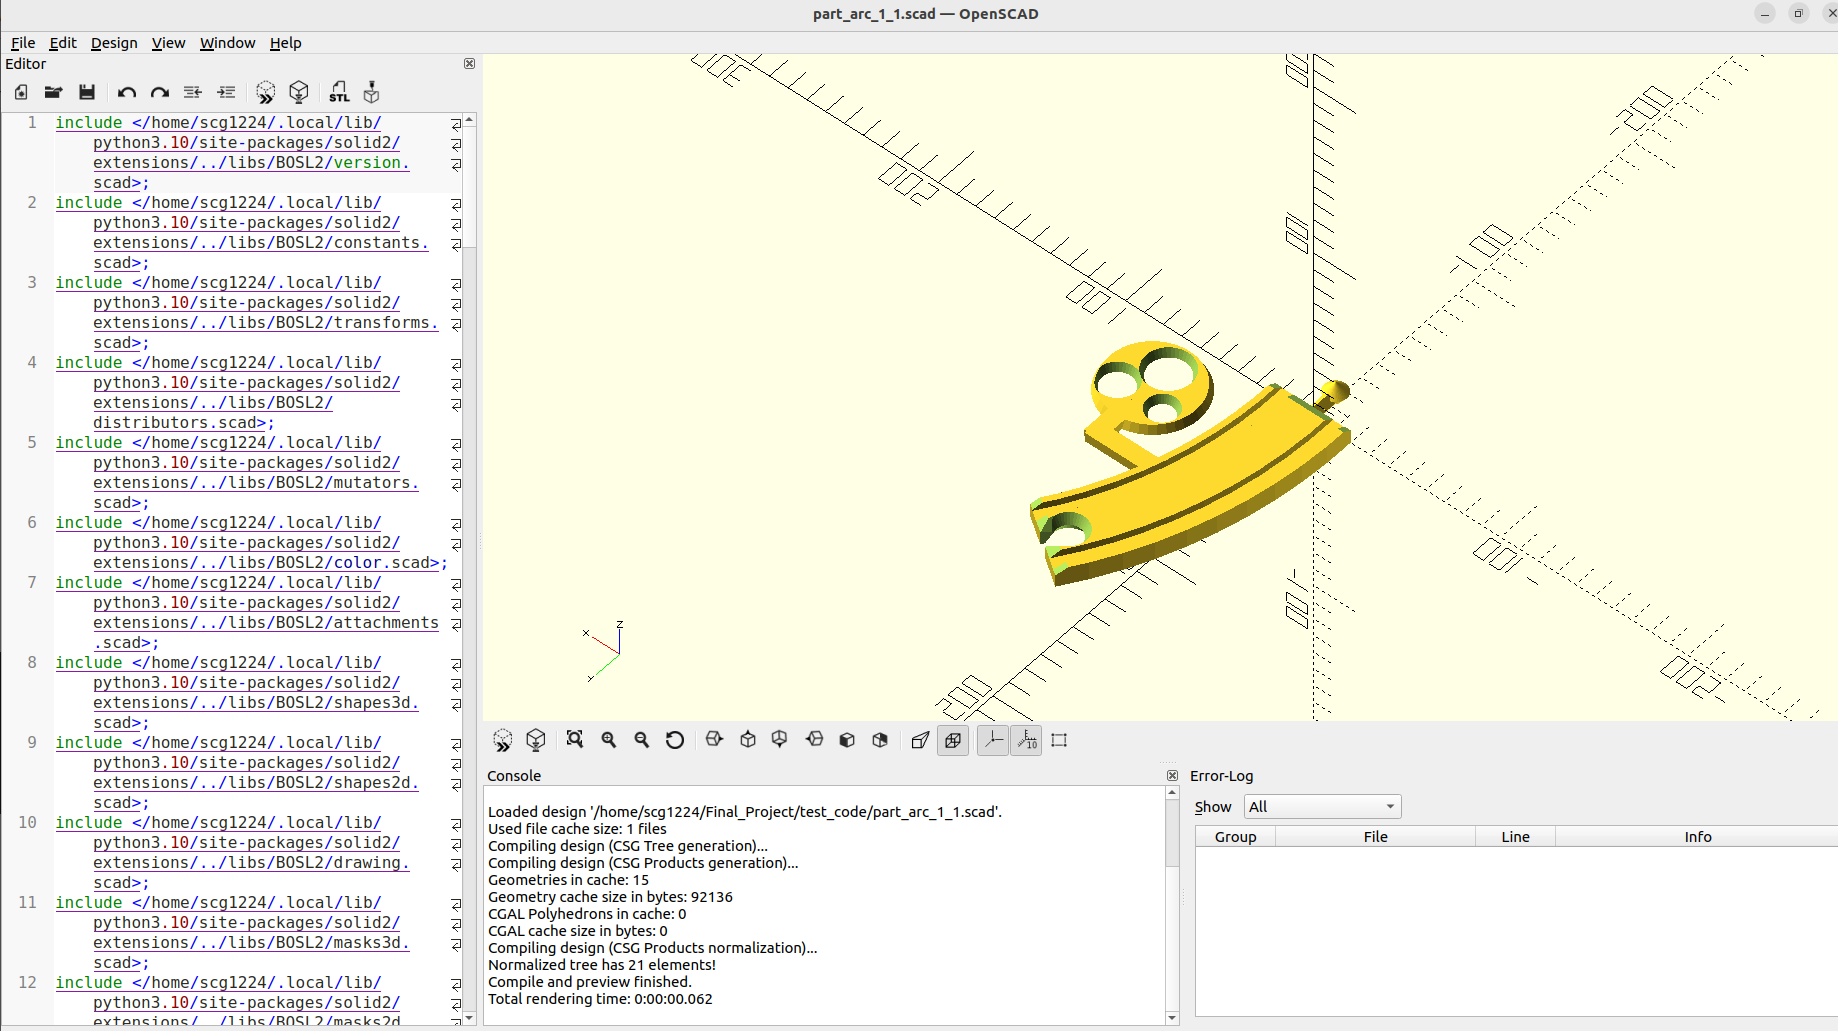 part_arc_1_1.scad — OpenSCAD
File Edit Design View Window Help
Editor
STL
1 include </home/scg1224/.local/lib/
python3.10/site-packages/solid2/
extensions/../libs/BOSL2/version.
scad>;
2 include </home/scg1224/.local/lib/
python3.10/site-packages/solid2/
extensions/../libs/BOSL2/constants.
scad>;
3 include </home/scg1224/.local/lib/
python3.10/site-packages/solid2/
extensions/../libs/BOSL2/transforms.
scad>;
4 include </home/scg1224/.local/lib/
python3.10/site-packages/solid2/
extensions/../libs/BOSL2/
distributors.scad>;
5 include </home/scg1224/.local/lib/
python3.10/site-packages/solid2/
extensions/../libs/BOSL2/mutators.
scad>;
6 include </home/scg1224/.local/lib/
python3.10/site-packages/solid2/
extensions/../libs/BOSL2/color.scad>;
7 include </home/scg1224/.local/lib/
python3.10/site-packages/solid2/
extensions/../libs/BOSL2/attachments
.scad>;
8 include </home/scg1224/.local/lib/
python3.10/site-packages/solid2/
extensions/../libs/BOSL2/shapes3d.
scad>;
9 include </home/scg1224/.local/lib/
python3.10/site-packages/solid2/
extensions/../libs/BOSL2/shapes2d.
scad>;
10 include </home/scg1224/.local/lib/
python3.10/site-packages/solid2/
extensions/../libs/BOSL2/drawing.
scad>;
11 include </home/scg1224/.local/lib/
python3.10/site-packages/solid2/
extensions/../libs/BOSL2/masks3d.
scad>;
12 include </home/scg1224/.local/lib/
python3.10/site-packages/solid2/
extensions/../libs/BOSL2/masks2d
z
x
y
10
Console
Loaded design '/home/scg1224/Final_Project/test_code/part_arc_1_1.scad'.
Used file cache size: 1 files
Compiling design (CSG Tree generation)...
Compiling design (CSG Products generation)...
Geometries in cache: 15
Geometry cache size in bytes: 92136
CGAL Polyhedrons in cache: 0
CGAL cache size in bytes: 0
Compiling design (CSG Products normalization)...
Normalized tree has 21 elements!
Compile and preview finished.
Total rendering time: 0:00:00.062
Error-Log
Show All
Group File Line Info